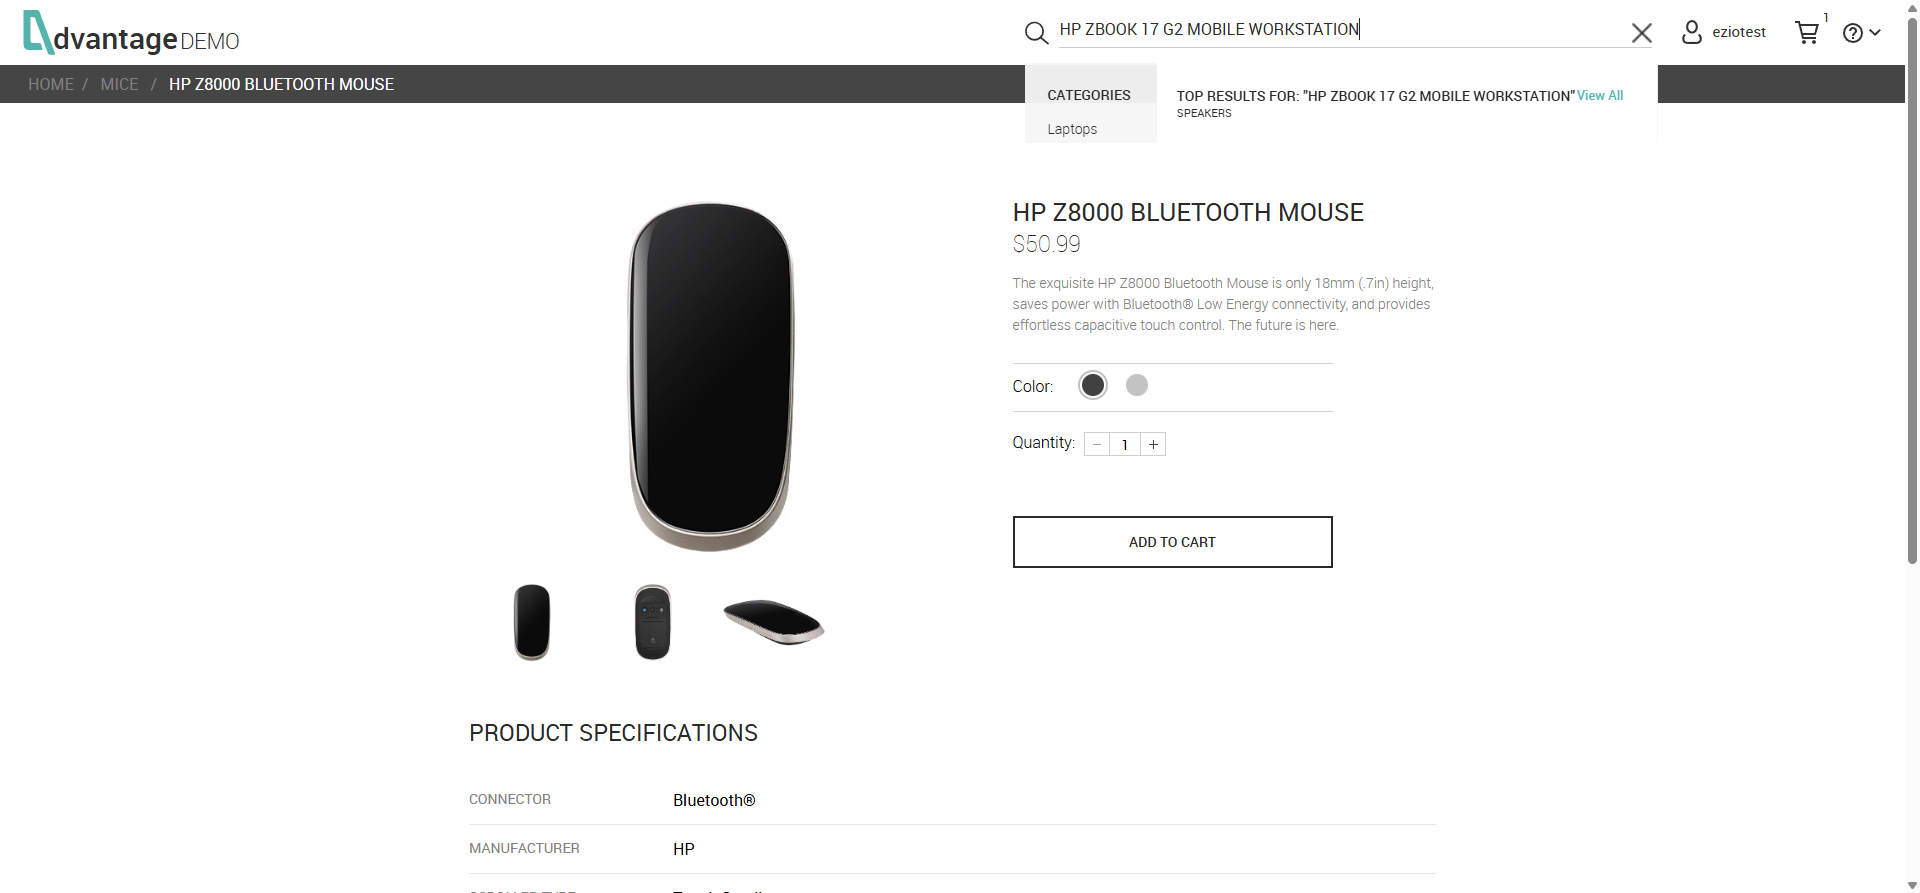 dvantage DEMO
HP ZBOOK 17 G2 MOBILE WORKSTATION
eziotest
1
HOME / MICE / HP Z8000 BLUETOOTH MOUSE
CATEGORIES
Laptops
TOP RESULTS FOR: "HP ZBOOK 17 G2 MOBILE WORKSTATION" View All
SPEAKERS
HP Z8000 BLUETOOTH MOUSE
$50.99
The exquisite HP Z8000 Bluetooth Mouse is only 18mm (.7in) height,
saves power with Bluetooth® Low Energy connectivity, and provides
effortless capacitive touch control. The future is here.
Color:
Quantity: − 1 +
ADD TO CART
PRODUCT SPECIFICATIONS
CONNECTOR Bluetooth®
MANUFACTURER HP